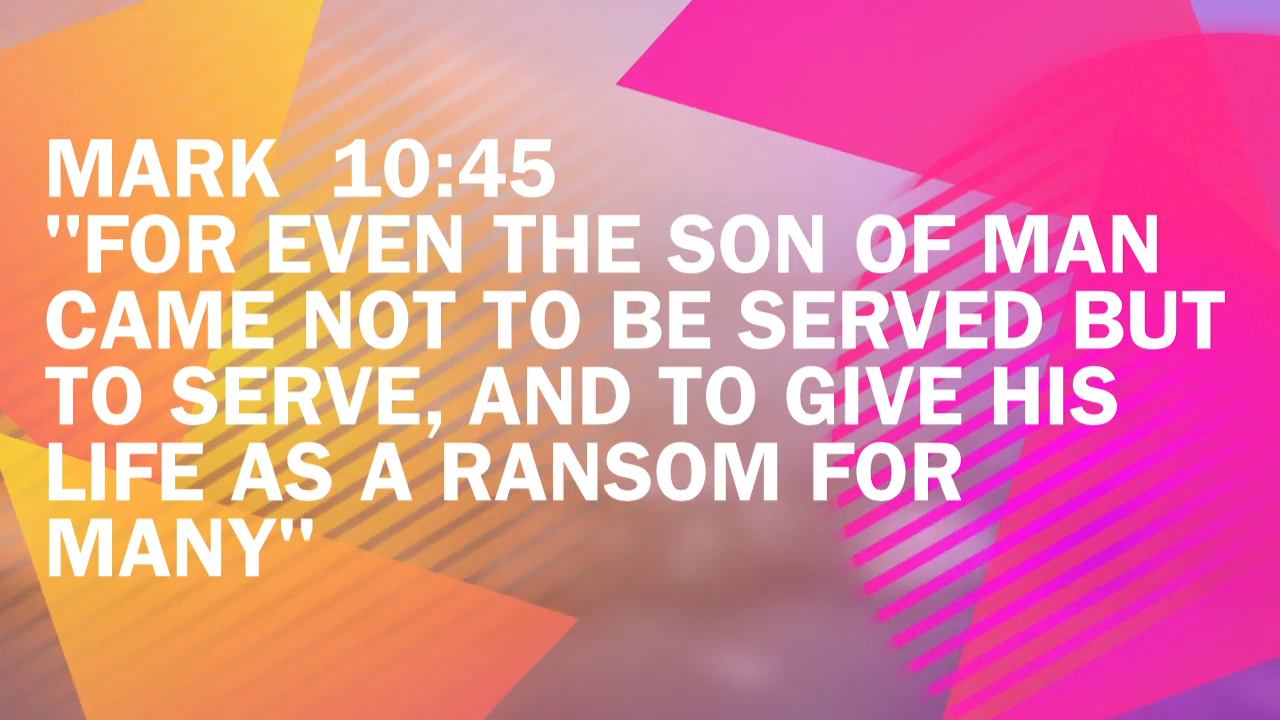 MARK  10:45
"FOR EVEN THE SON OF MAN
CAME NOT TO BE SERVED BUT
TO SERVE, AND TO GIVE HIS
LIFE AS A RANSOM FOR
MANY"